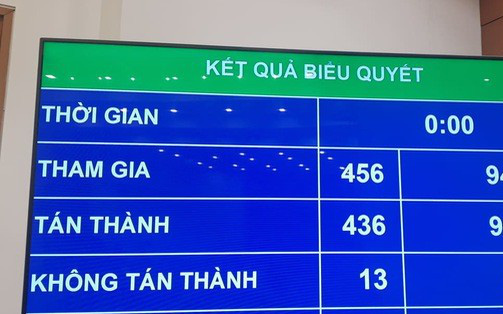 KẾT QUẢ BIỂU QUYẾT
THỜI GIAN 0:00
THAM GIA 456
TÁN THÀNH 436
KHÔNG TÁN THÀNH 13